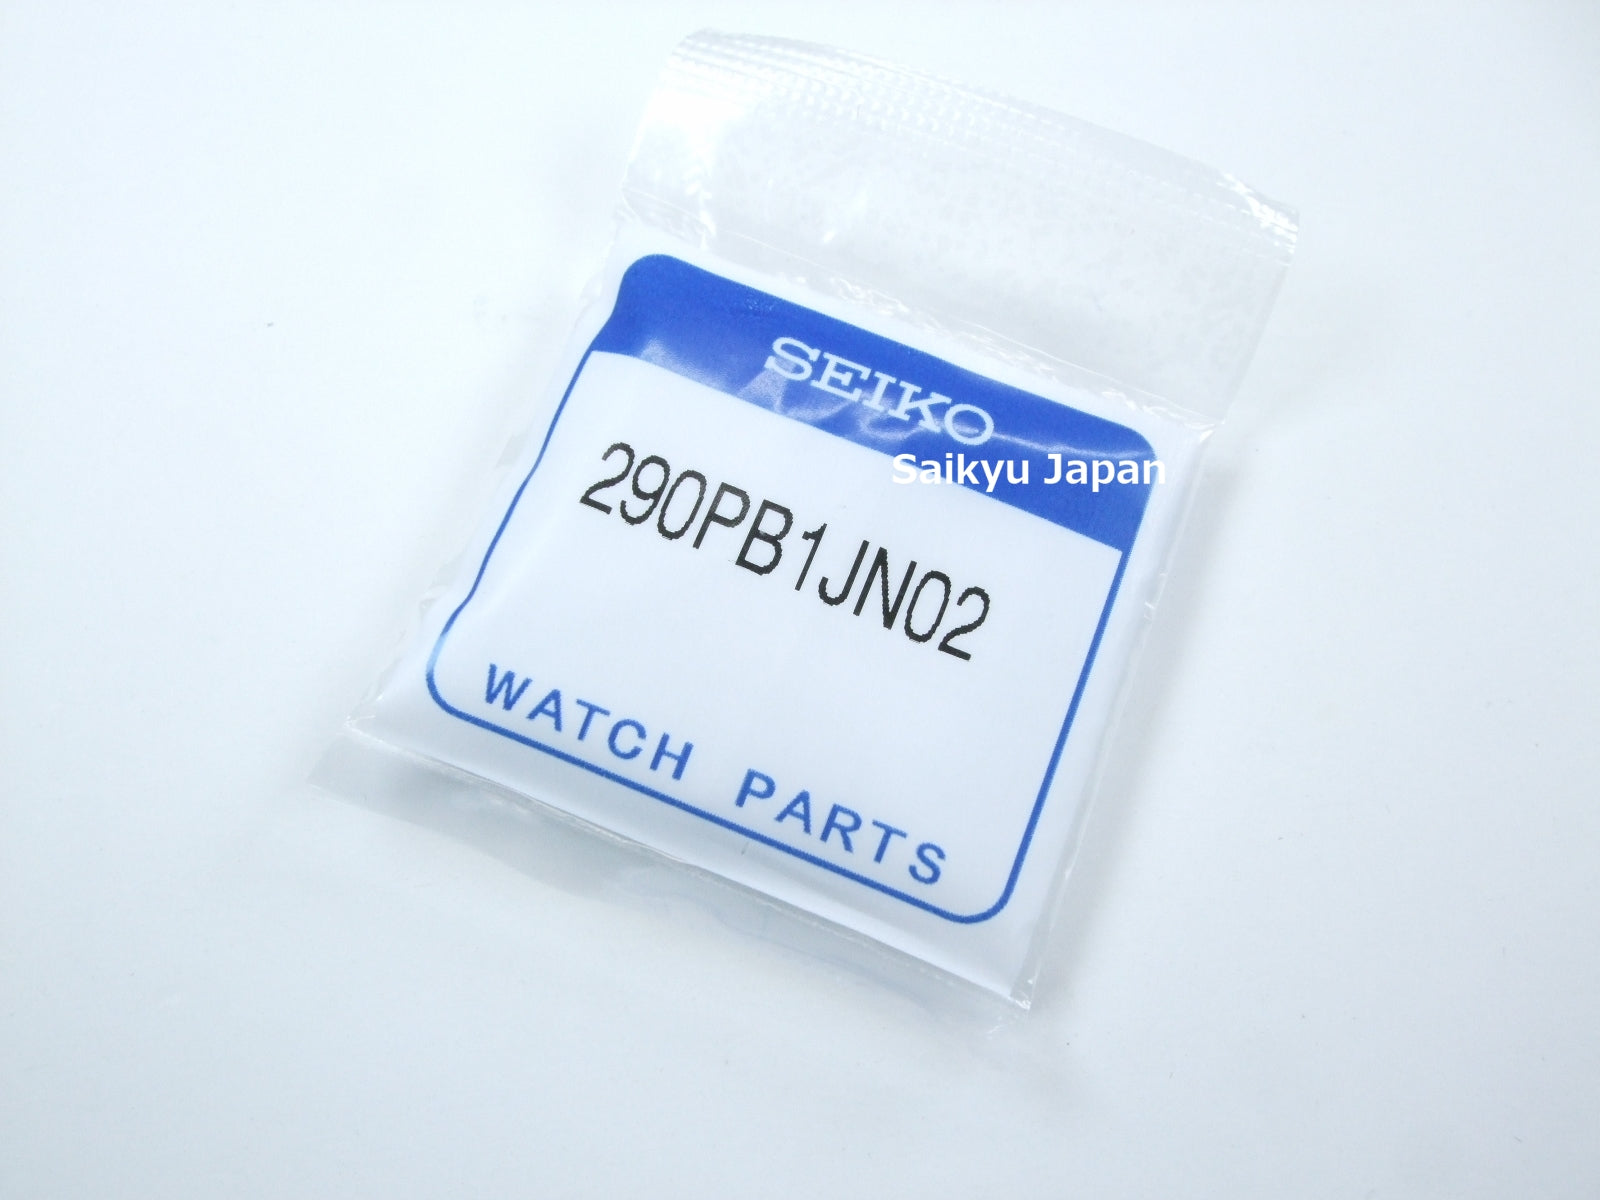 SEIKO
Saikyu Japan
290PB1JN02
WATCH PARTS